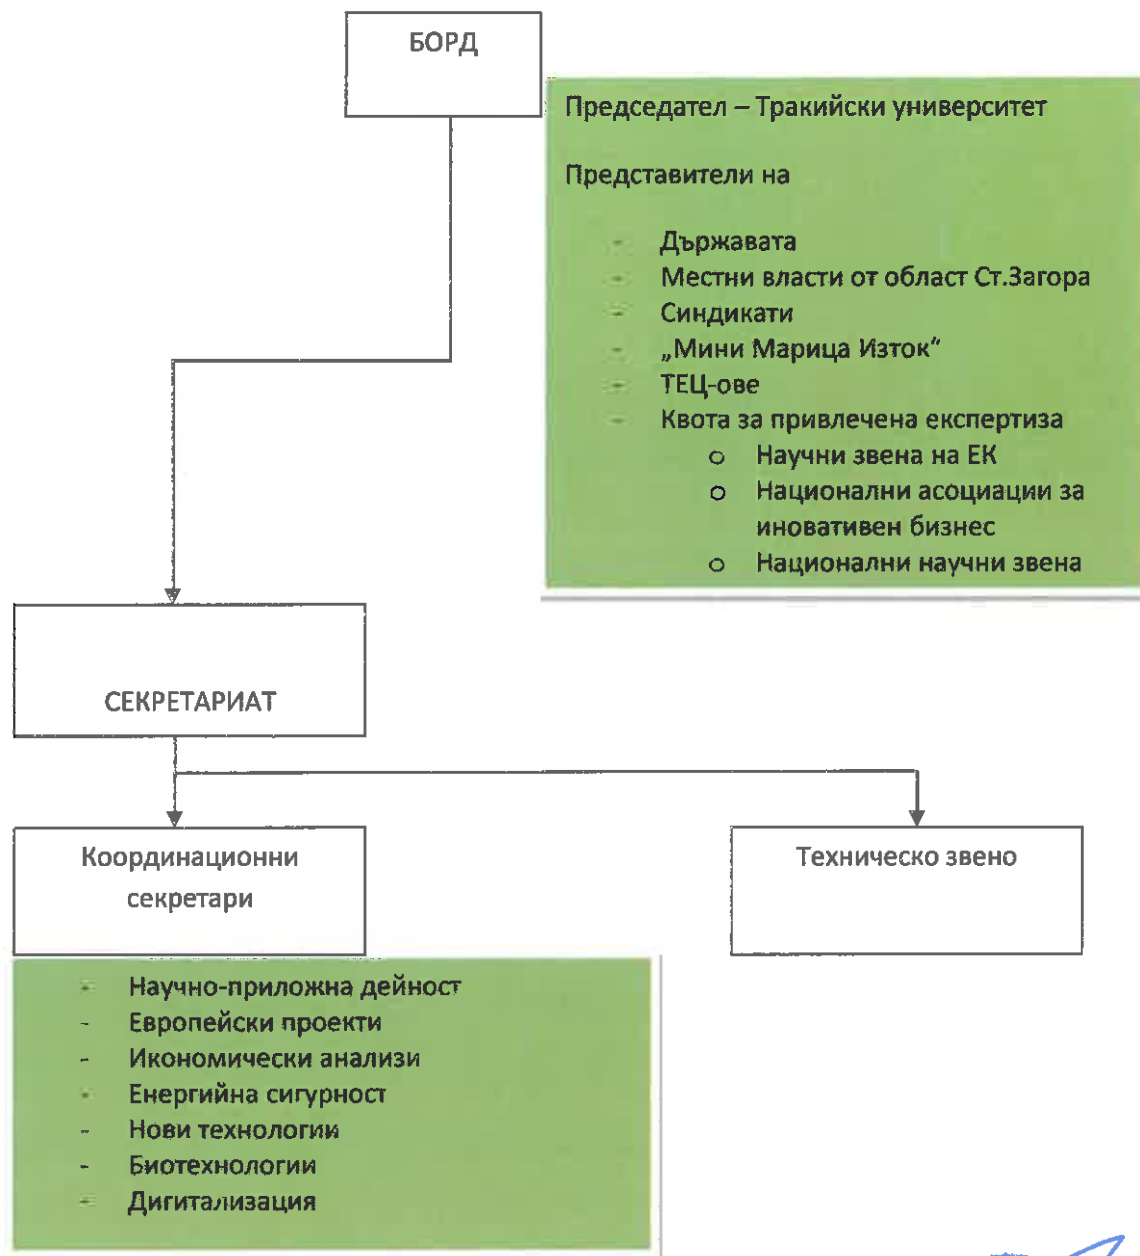 БОРД
Председател – Тракийски университет
Представители на
- Държавата
- Местни власти от област Ст.Загора
- Синдикати
- „Мини Марица Изток“
- ТЕЦ-ове
- Квота за привлечена експертиза
o Научни звена на ЕК
o Национални асоциации за
иновативен бизнес
o Национални научни звена
СЕКРЕТАРИАТ
Координационни
секретари
Техническо звено
- Научно-приложна дейност
- Европейски проекти
- Икономически анализи
- Енергийна сигурност
- Нови технологии
- Биотехнологии
- Дигитализация